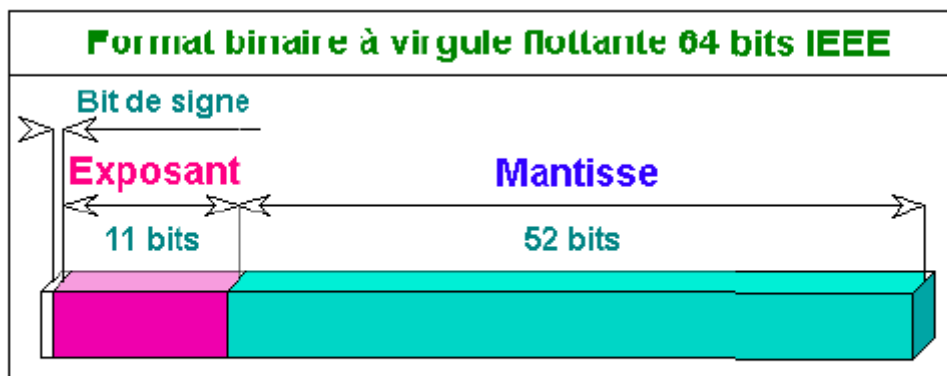 Format binaire à virgule flottante 64 bits IEEE
Bit de signe
Exposant
Mantisse
11 bits
52 bits